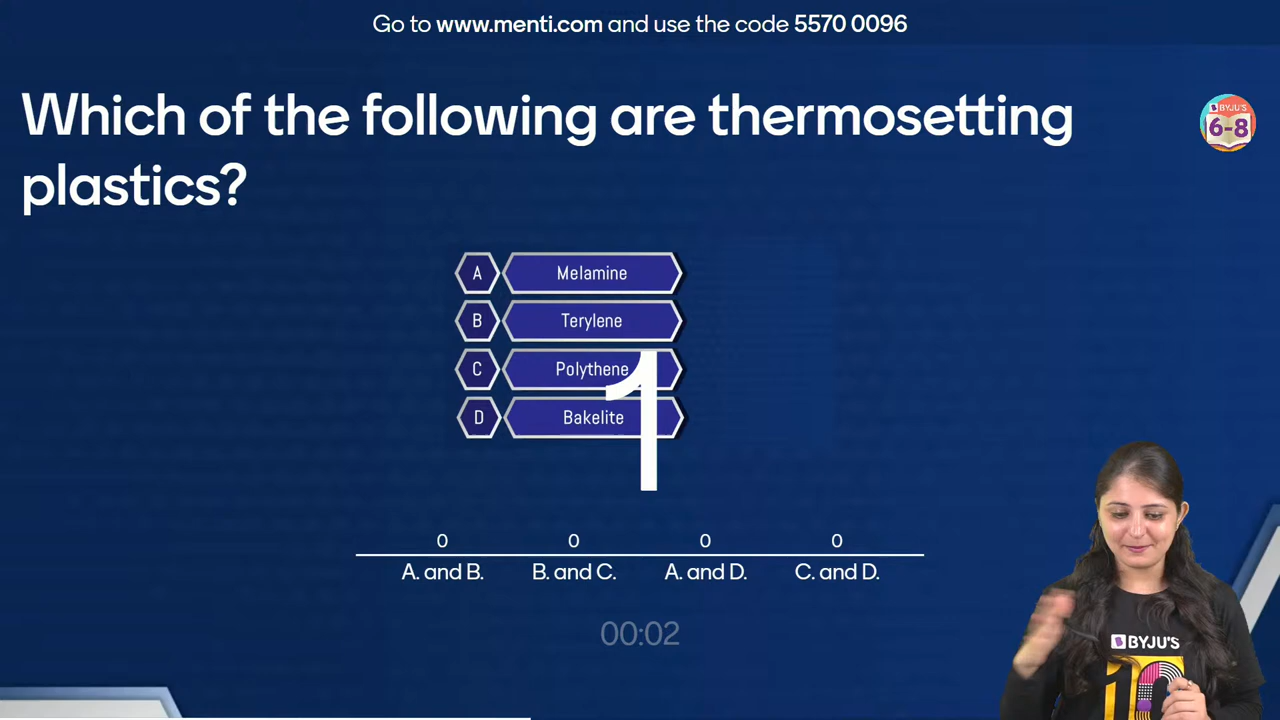 Go to www.menti.com and use the code 5570 0096
Which of the following are thermosetting
plastics?
BYJU'S
6-8
A Melamine
B Terylene
C Polythene
D Bakelite
1
0 0 0 0
A. and B. B. and C. A. and D. C. and D.
00:02
BYJU'S
10